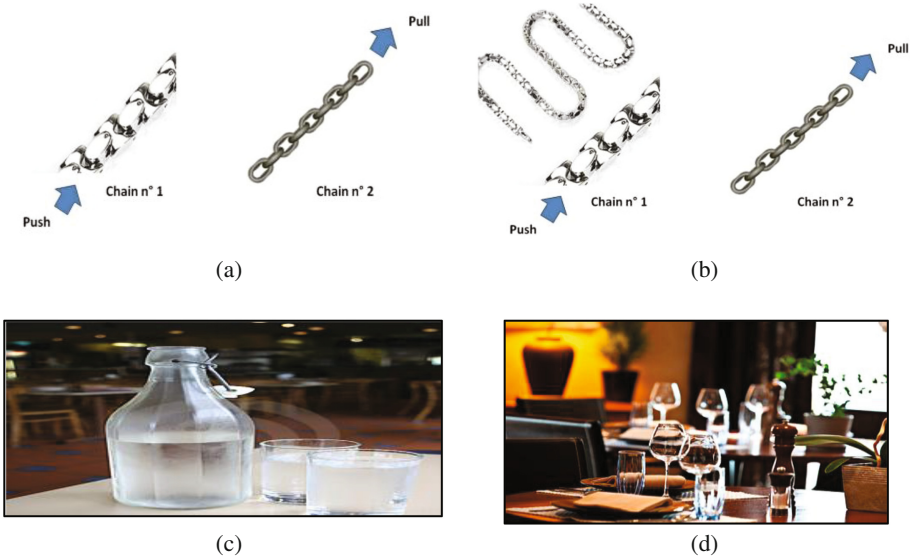 Pull
Push
Chain n° 1
Chain n° 2
(a)
Pull
Push
Chain n° 1
Chain n° 2
(b)
(c)
(d)